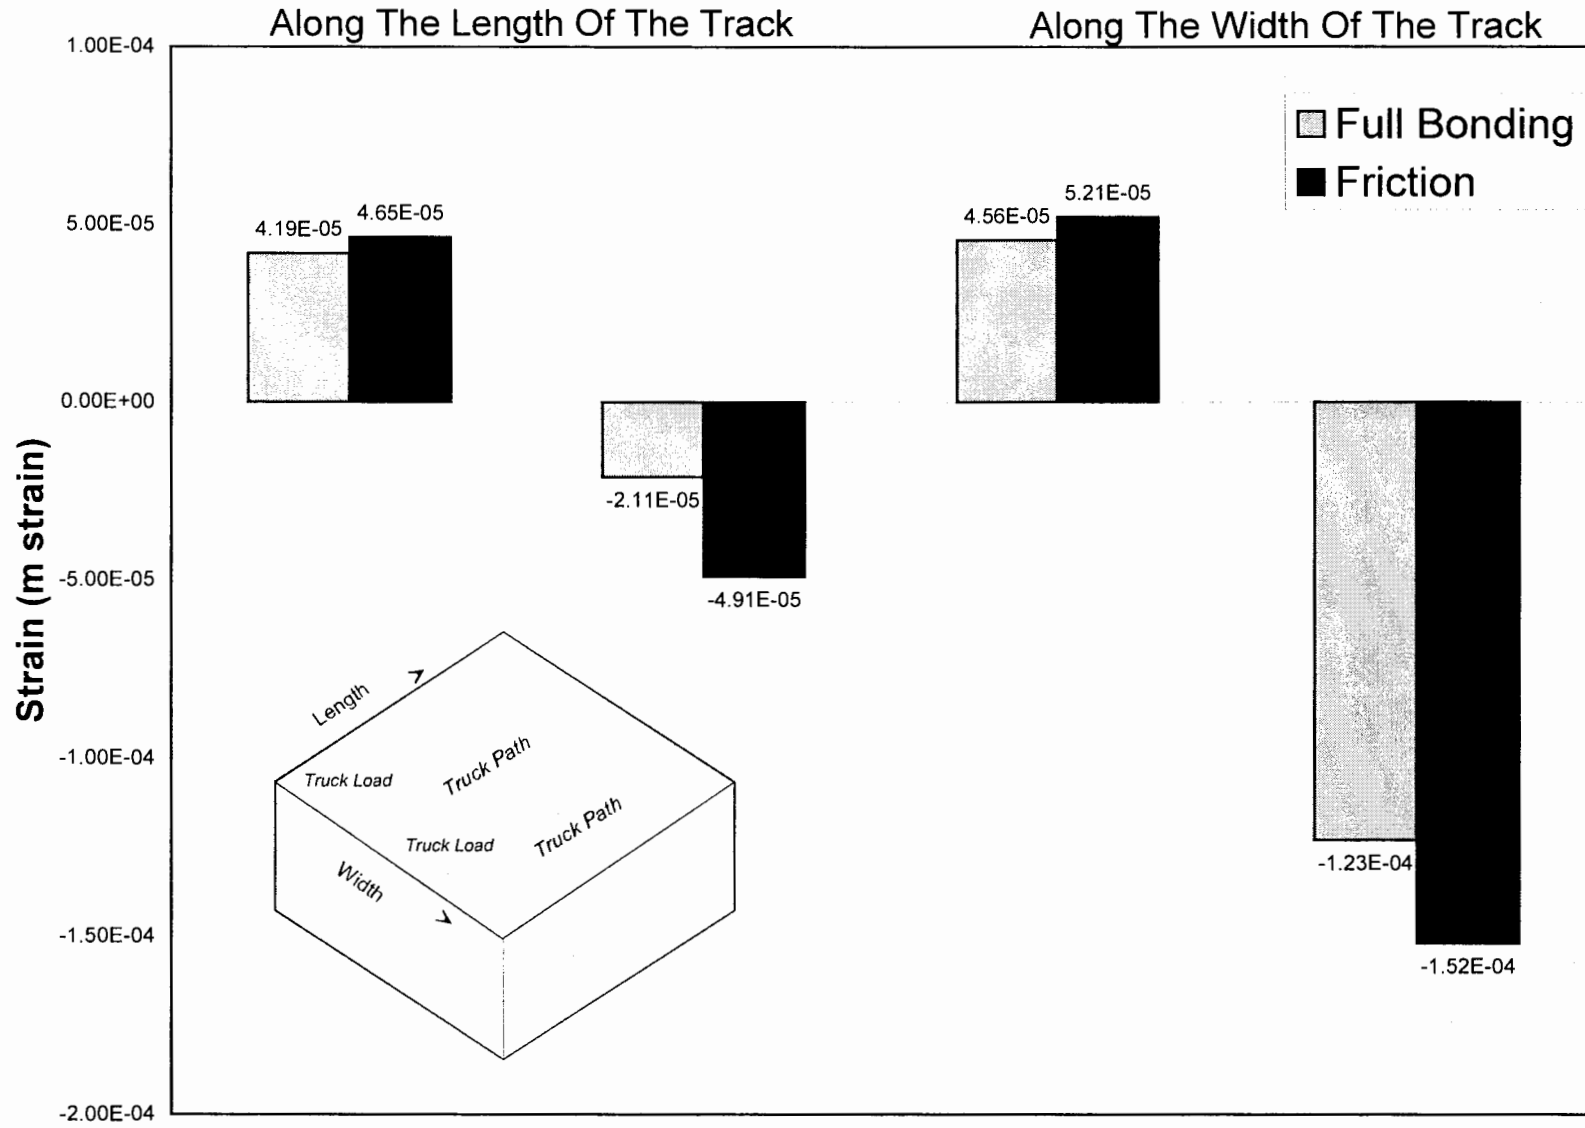 Along The Length Of The Track
Along The Width Of The Track
1.00E-04
5.00E-05
0.00E+00
-5.00E-05
-1.00E-04
-1.50E-04
-2.00E-04
Strain (m strain)
Full Bonding
Friction
4.19E-05
4.65E-05
-2.11E-05
-4.91E-05
4.56E-05
5.21E-05
-1.23E-04
-1.52E-04
Length
Truck Load
Truck Path
Truck Load
Truck Path
Width